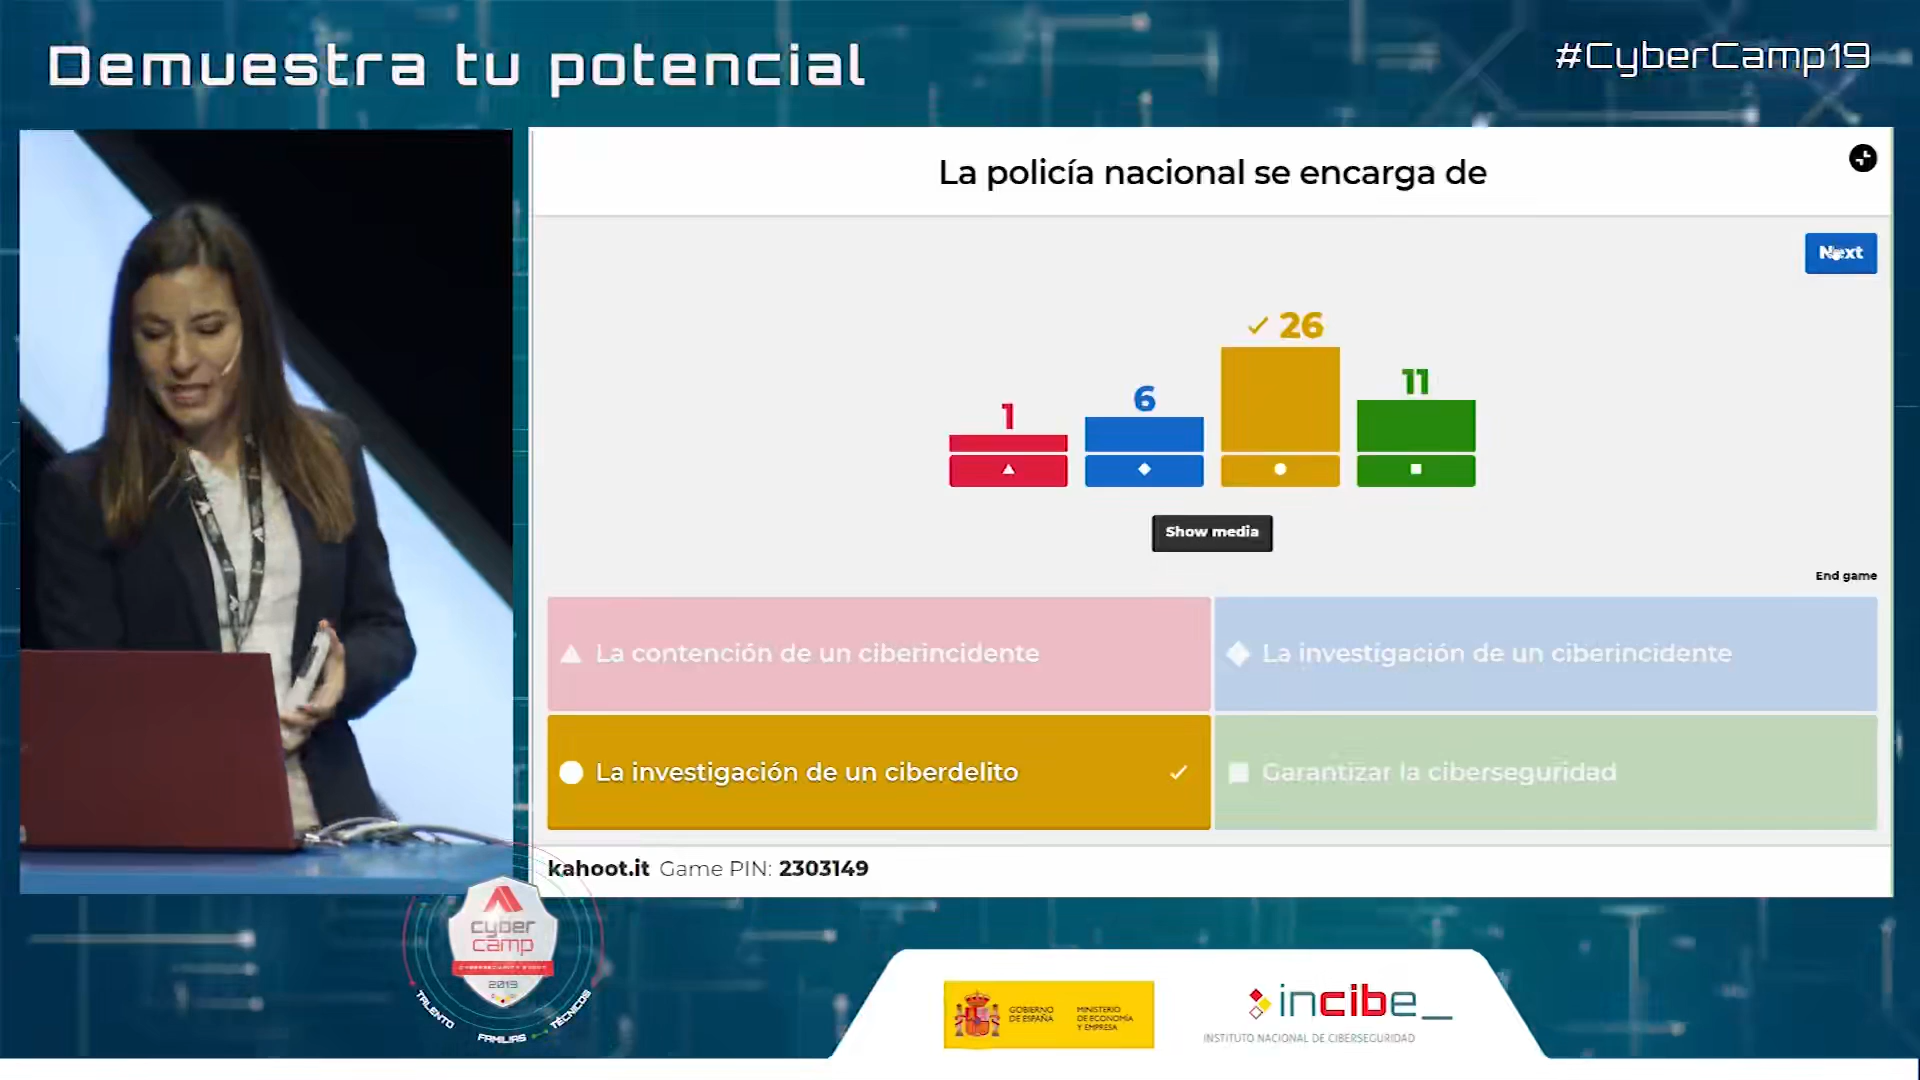 Demuestra tu potencial
#CyberCamp19
La policía nacional se encarga de
Next
1
6
26
11
Show media
End game
La contención de un ciberincidente
La investigación de un ciberincidente
La investigación de un ciberdelito
Garantizar la ciberseguridad
kahoot.it Game PIN: 2303149
cyber
camp
2019
TALENTO
FAMILIAS
TÉCNICOS
GOBIERNO
DE ESPAÑA
MINISTERIO
DE ECONOMÍA
Y EMPRESA
incibe_
INSTITUTO NACIONAL DE CIBERSEGURIDAD